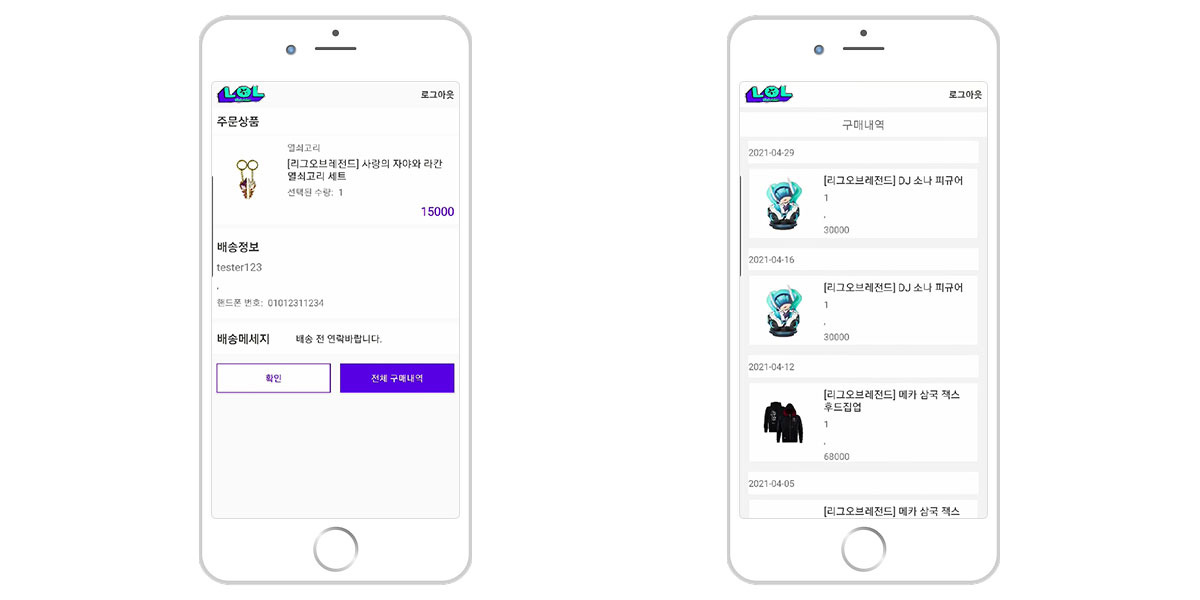 LOL
로그아웃
주문상품
열쇠고리
[리그오브레전드] 사랑의 자야와 라칸
열쇠고리 세트
선택된 수량: 1
15000
배송정보
tester123
,
핸드폰 번호: 01012311234
배송메세지 배송 전 연락바랍니다.
확인 전체 구매내역
LOL
로그아웃
구매내역
2021-04-29
[리그오브레전드] DJ 소나 피규어
1
,
30000
2021-04-16
[리그오브레전드] DJ 소나 피규어
1
,
30000
2021-04-12
[리그오브레전드] 메카 삼국 잭스
후드집업
1
,
68000
2021-04-05
[리그오브레전드] 메카 삼국 잭스